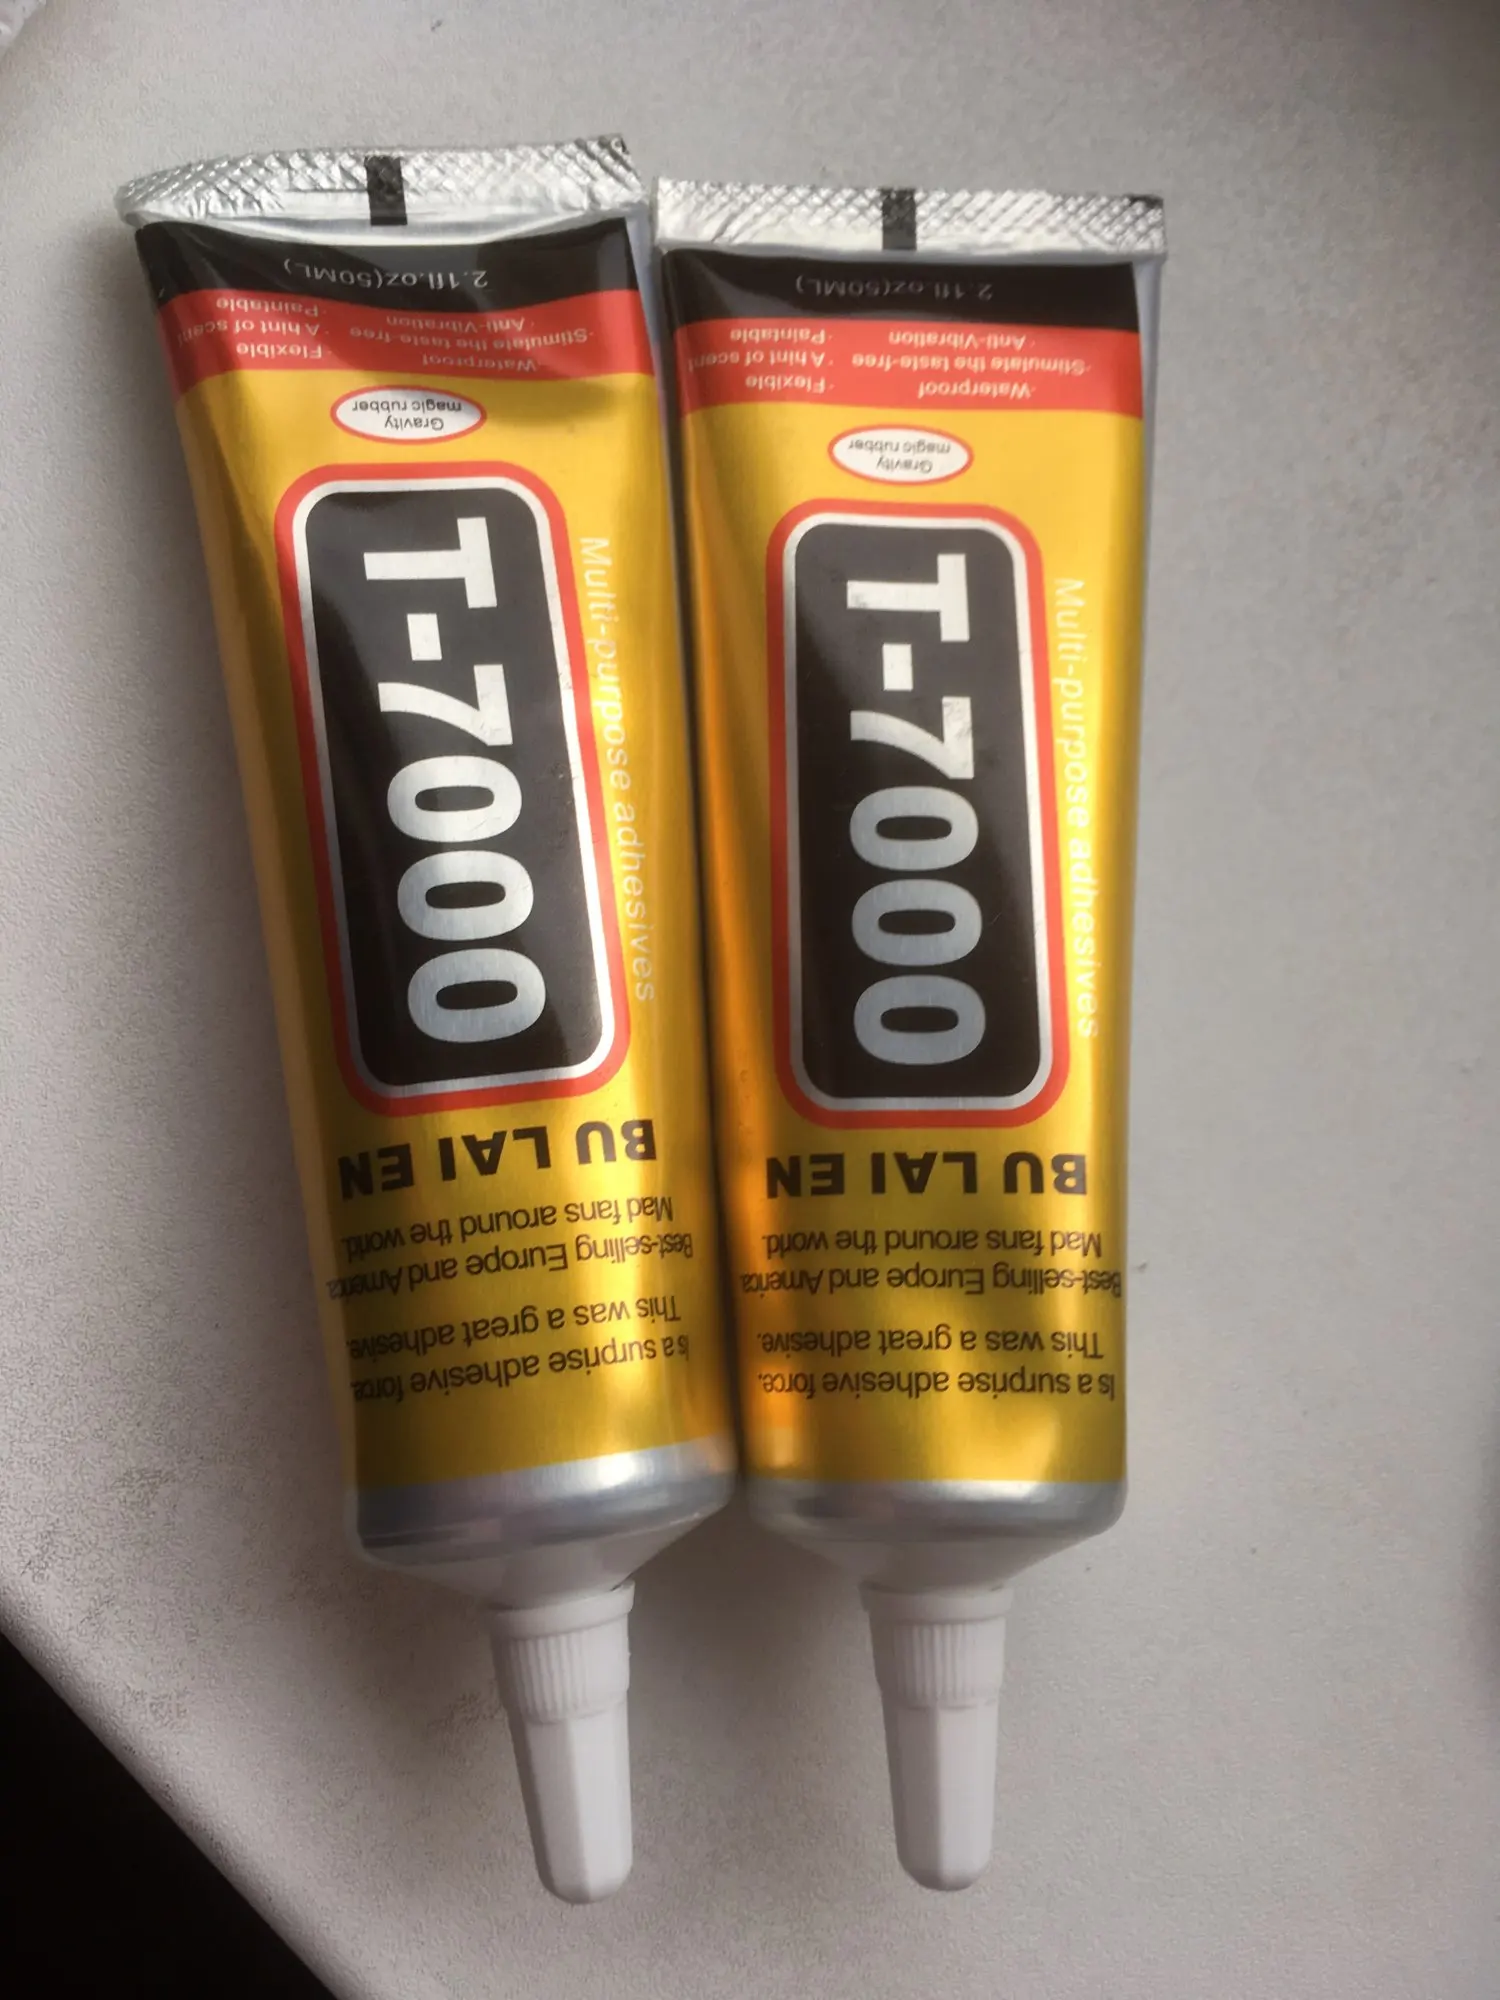 Is a surprise adhesive force.
This was a great adhesive.
Best-selling Europe and America
Mad fans around the world.
BU LAI EN
T-7000
Multi-purpose adhesives
Gravity
magic rubber
·Waterproof ·Flexible
·Stimulate the taste-free ·A hint of scent
·Anti-Vibration ·Paintable
2.1fl.oz(50ML)
Is a surprise adhesive force.
This was a great adhesive.
Best-selling Europe and America
Mad fans around the world.
BU LAI EN
T-7000
Multi-purpose adhesives
Gravity
magic rubber
·Waterproof ·Flexible
·Stimulate the taste-free ·A hint of scent
·Anti-Vibration ·Paintable
2.1fl.oz(50ML)